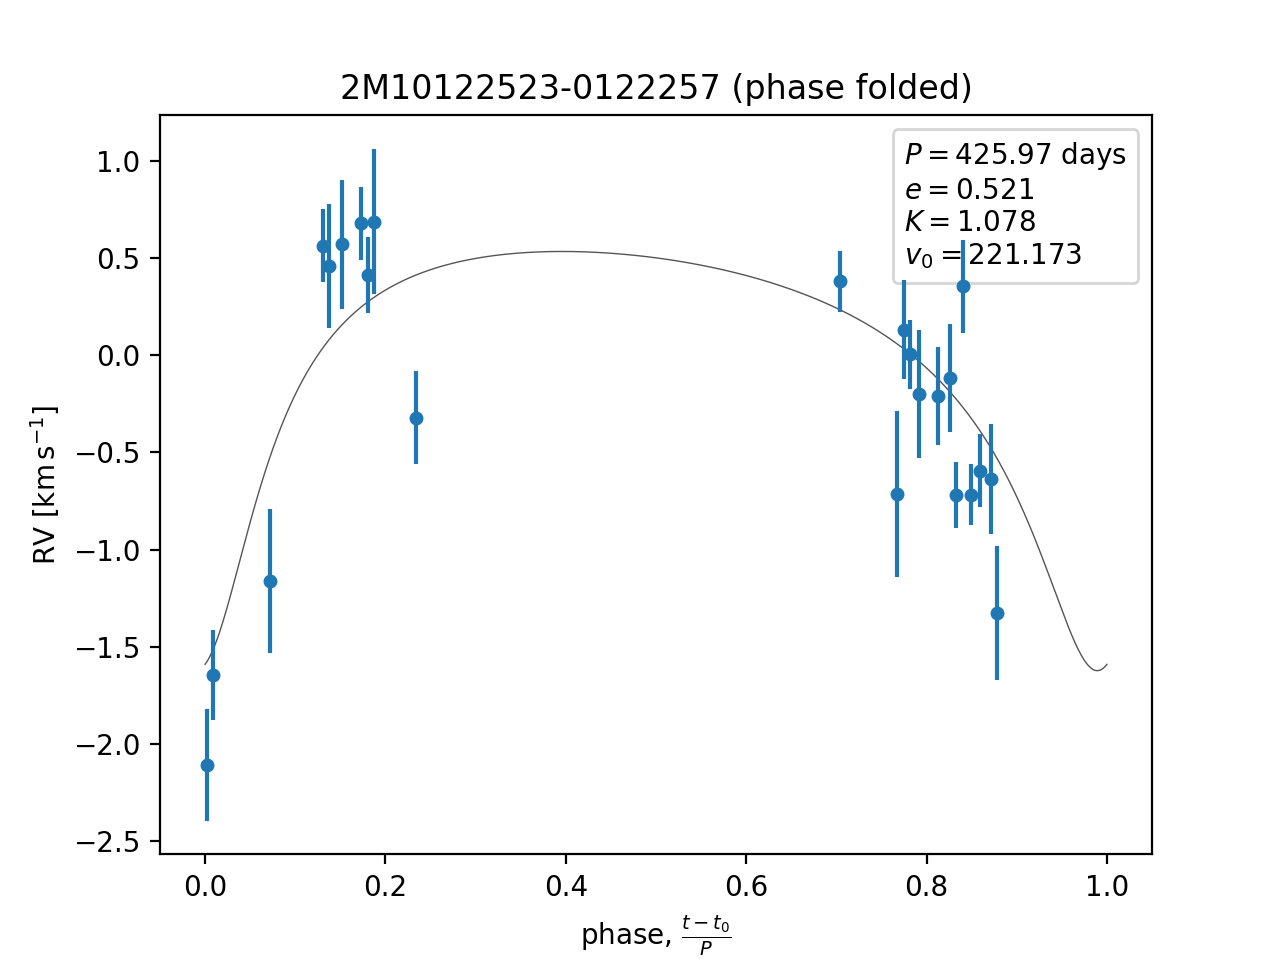 2M10122523-0122257 (phase folded)
P = 425.97 days
e = 0.521
K = 1.078
v₀ = 221.173
RV [km s⁻¹]
1.0
0.5
0.0
−0.5
−1.0
−1.5
−2.0
−2.5
0.0 0.2 0.4 0.6 0.8 1.0
phase, (t − t₀)/P